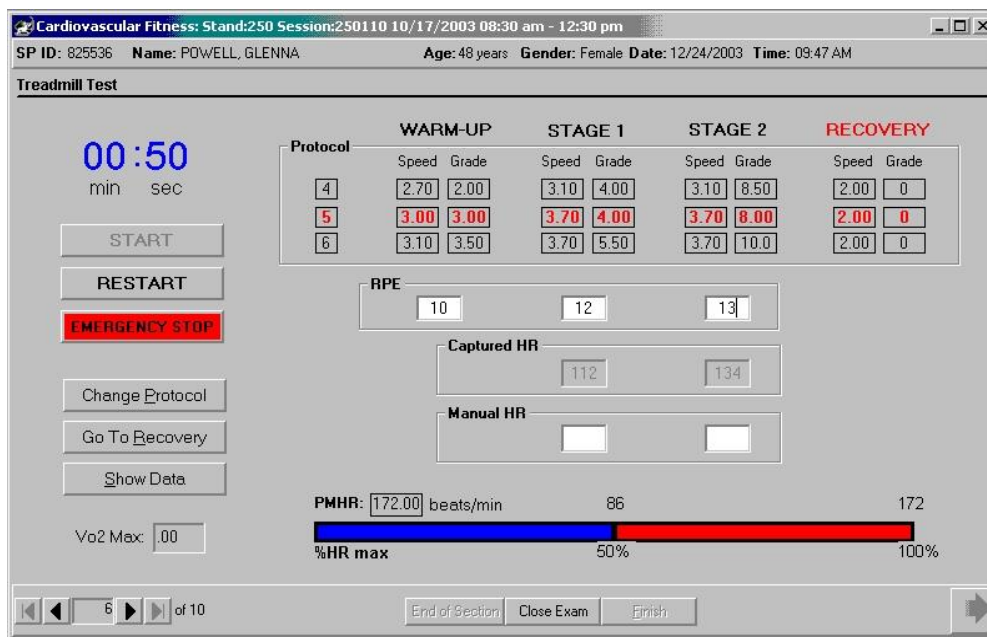 Cardiovascular Fitness: Stand:250 Session:250110 10/17/2003 08:30 am - 12:30 pm
SP ID: 825536 Name: POWELL, GLENNA Age: 48 years Gender: Female Date: 12/24/2003 Time: 09:47 AM
Treadmill Test
00:50
min sec
START
RESTART
EMERGENCY STOP
Change Protocol
Go To Recovery
Show Data
Vo2 Max: .00
WARM-UP STAGE 1 STAGE 2 RECOVERY
Protocol
Speed Grade Speed Grade Speed Grade Speed Grade
4 2.70 2.00 3.10 4.00 3.10 8.50 2.00 0
5 3.00 3.00 3.70 4.00 3.70 8.00 2.00 0
6 3.10 3.50 3.70 5.50 3.70 10.0 2.00 0
RPE
10 12 13
Captured HR
112 134
Manual HR
PMHR: 172.00 beats/min 86 172
%HR max 50% 100%
6 of 10 End of Section Close Exam Finish